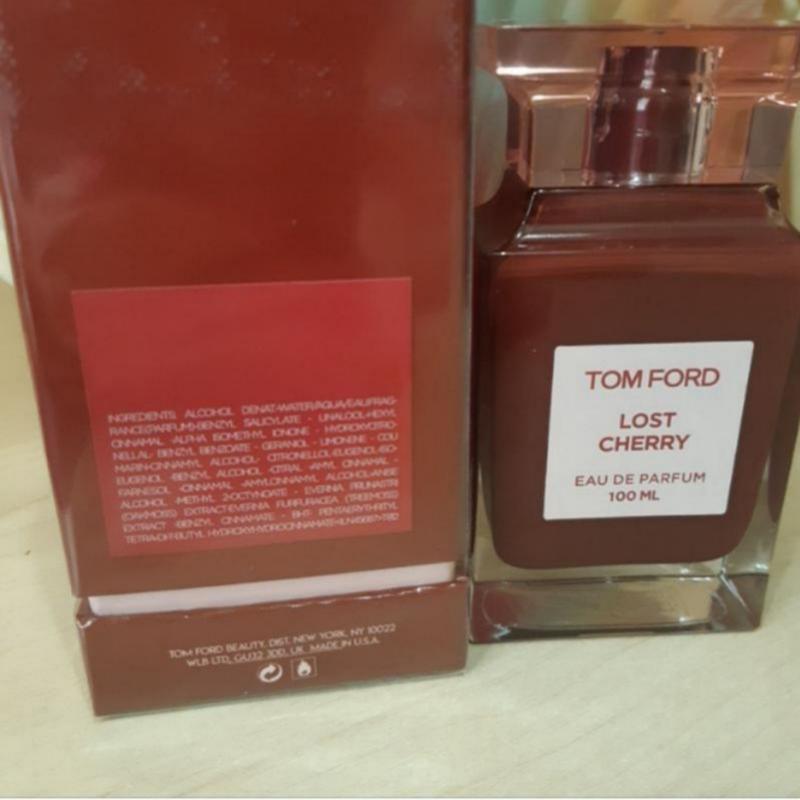 INGREDIENTS: ALCOHOL DENAT·WATER/AQUA/EAU·FRAG-
RANCE(PARFUM)·BENZYL SALICYLATE - LINALOOL·HEXYL
CINNAMAL -ALPHA ISOMETHYL IONONE - HYDROXYCITRO-
NELLAL· BENZYL BENZOATE - GERANIOL - LIMONENE - COU
MARIN·CINNAMYL ALCOHOL· CITRONELLOL·EUGENOL·ISO-
EUGENOL -BENZYL ALCOHOL -CITRAL -AMYL CINNAMAL -
FARNESOL -CINNAMAL -AMYLCINNAMYL ALCOHOL·ANISE
ALCOHOL -METHYL 2-OCTYNOATE - EVERNIA PRUNASTRI
(OAKMOSS) EXTRACT·EVERNIA FURFURACEA (TREEMOSS)
EXTRACT -BENZYL CINNAMATE - BHT· PENTAERYTHRITYL
TETRA-DI-T-BUTYL HYDROXYHYDROCINNAMATE
TOM FORD BEAUTY, DIST. NEW YORK, NY 10022
WLB LTD, GU32 3DD, UK MADE IN U.S.A.
TOM FORD
LOST
CHERRY
EAU DE PARFUM
100 ML